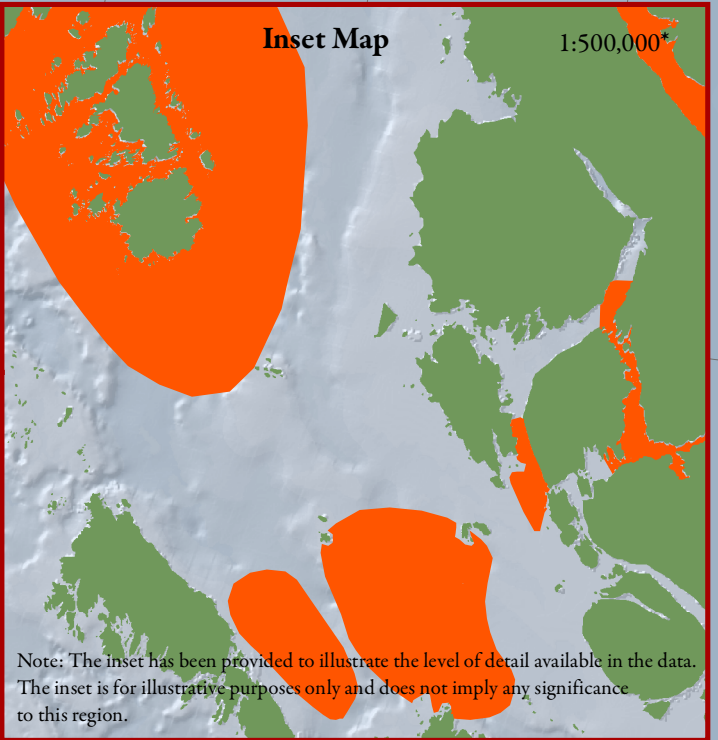 Inset Map
1:500,000*
Note: The inset has been provided to illustrate the level of detail available in the data.
The inset is for illustrative purposes only and does not imply any significance
to this region.